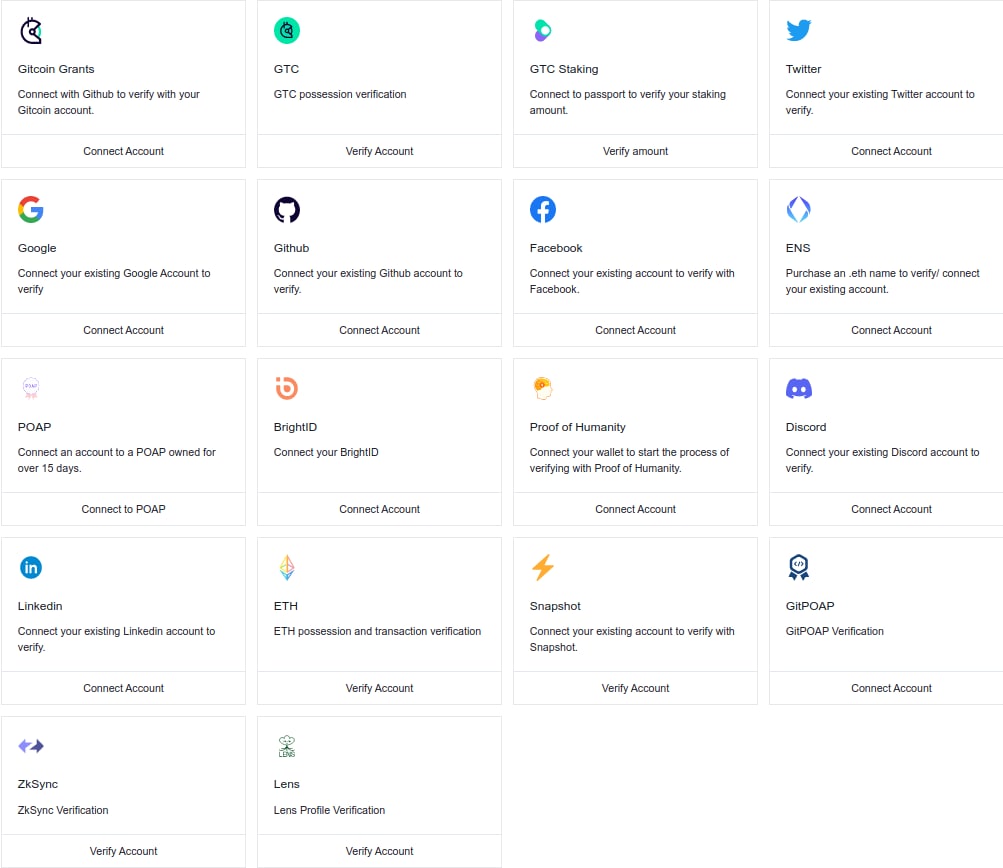 Gitcoin Grants
Connect with Github to verify with your
Gitcoin account.
Connect Account
GTC
GTC possession verification
Verify Account
GTC Staking
Connect to passport to verify your staking
amount.
Verify amount
Twitter
Connect your existing Twitter account to
verify.
Connect Account
Google
Connect your existing Google Account to
verify
Connect Account
Github
Connect your existing Github account to
verify.
Connect Account
Facebook
Connect your existing account to verify with
Facebook.
Connect Account
ENS
Purchase an .eth name to verify/ connect
your existing account.
Connect Account
POAP
POAP
Connect an account to a POAP owned for
over 15 days.
Connect to POAP
BrightID
Connect your BrightID
Connect Account
Proof of Humanity
Connect your wallet to start the process of
verifying with Proof of Humanity.
Connect Account
Discord
Connect your existing Discord account to
verify.
Connect Account
in
Linkedin
Connect your existing Linkedin account to
verify.
Connect Account
ETH
ETH possession and transaction verification
Verify Account
Snapshot
Connect your existing account to verify with
Snapshot.
Verify Account
</>
GitPOAP
GitPOAP Verification
Connect Account
ZkSync
ZkSync Verification
Verify Account
LENS
Lens
Lens Profile Verification
Verify Account